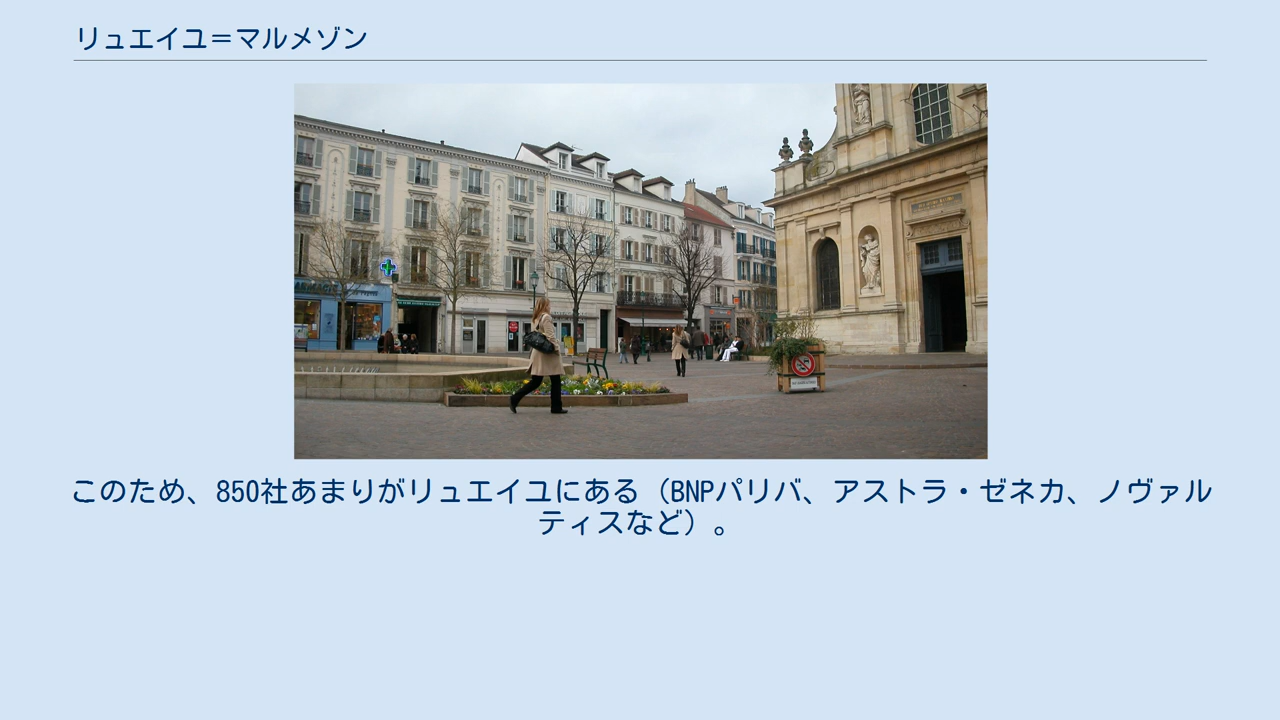 リュエイユ＝マルメゾン
このため、850社あまりがリュエイユにある（BNPパリバ、アストラ・ゼネカ、ノヴァル
ティスなど）。